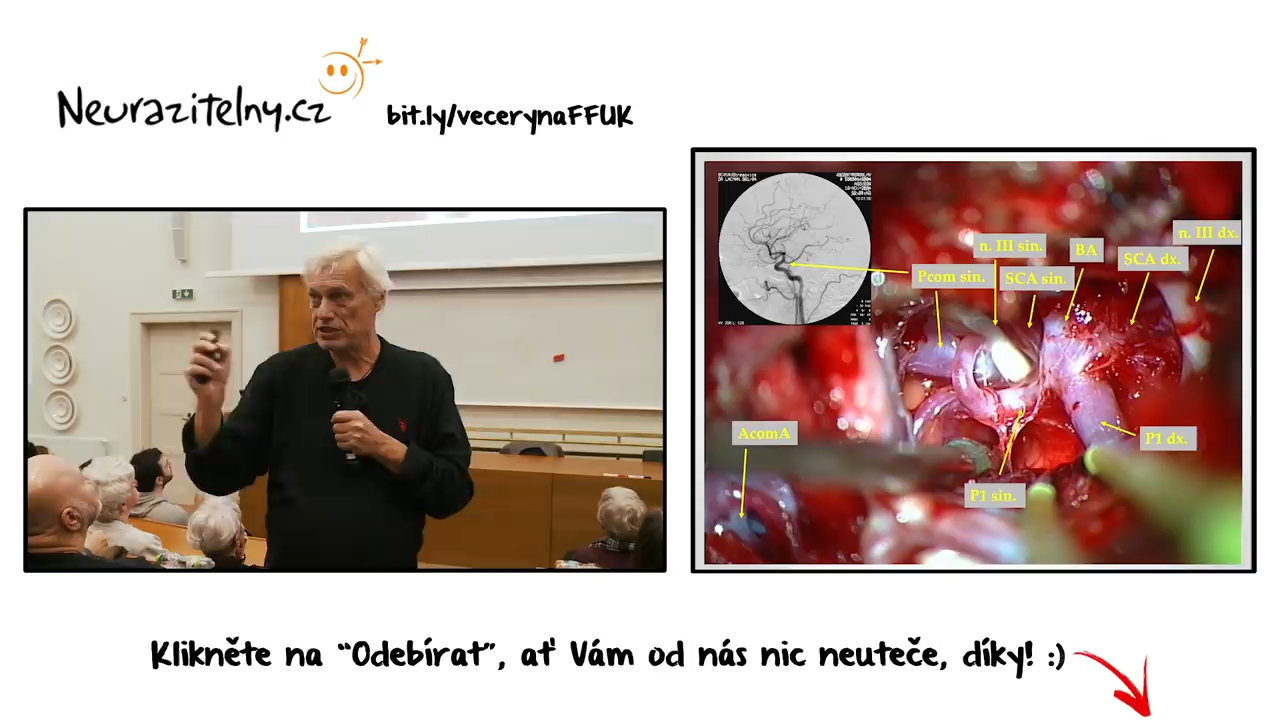 Neurazitelny.cz
bit.ly/vecerynaFFUK
n. III sin.
BA
n. III dx.
Pcom sin.
SCA sin.
SCA dx.
AcomA
P1 dx.
P1 sin.
Klikněte na “Odebírat”, ať Vám od nás nic neuteče, díky! :)